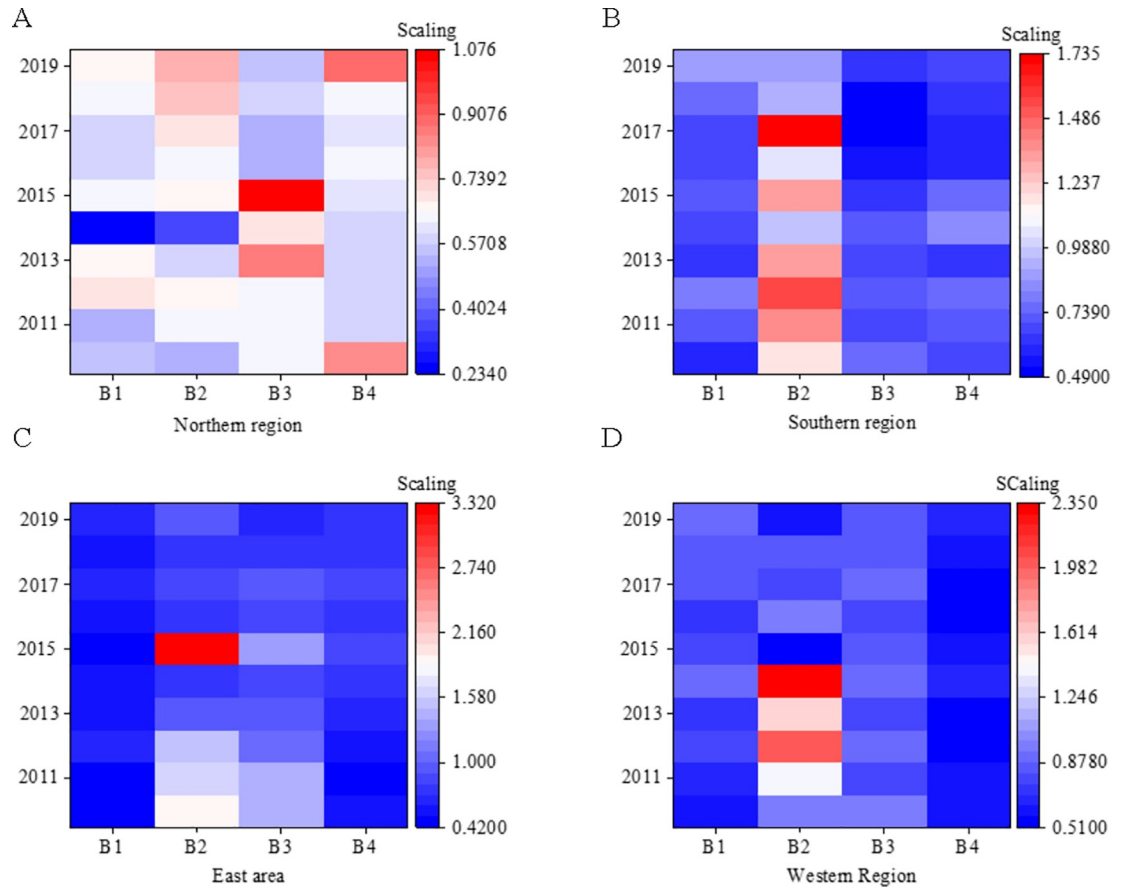 A
Scaling
1.076
0.9076
0.7392
0.5708
0.4024
0.2340
2019
2017
2015
2013
2011
B1 B2 B3 B4
Northern region
B
Scaling
1.735
1.486
1.237
0.9880
0.7390
0.4900
2019
2017
2015
2013
2011
B1 B2 B3 B4
Southern region
C
Scaling
3.320
2.740
2.160
1.580
1.000
0.4200
2019
2017
2015
2013
2011
B1 B2 B3 B4
East area
D
SCaling
2.350
1.982
1.614
1.246
0.8780
0.5100
2019
2017
2015
2013
2011
B1 B2 B3 B4
Western Region